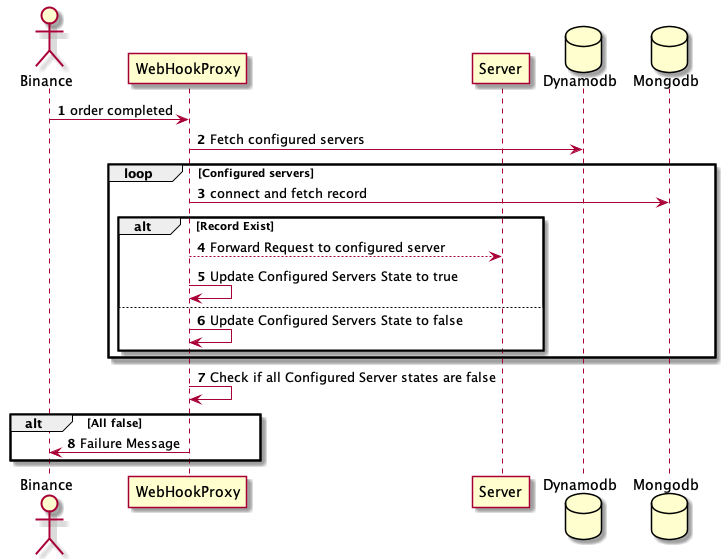 Binance
WebHookProxy
Server
Dynamodb
Mongodb
1 order completed
2 Fetch configured servers
loop [Configured servers]
3 connect and fetch record
alt [Record Exist]
4 Forward Request to configured server
5 Update Configured Servers State to true
6 Update Configured Servers State to false
7 Check if all Configured Server states are false
alt [All false]
8 Failure Message
Binance
WebHookProxy
Server
Dynamodb
Mongodb